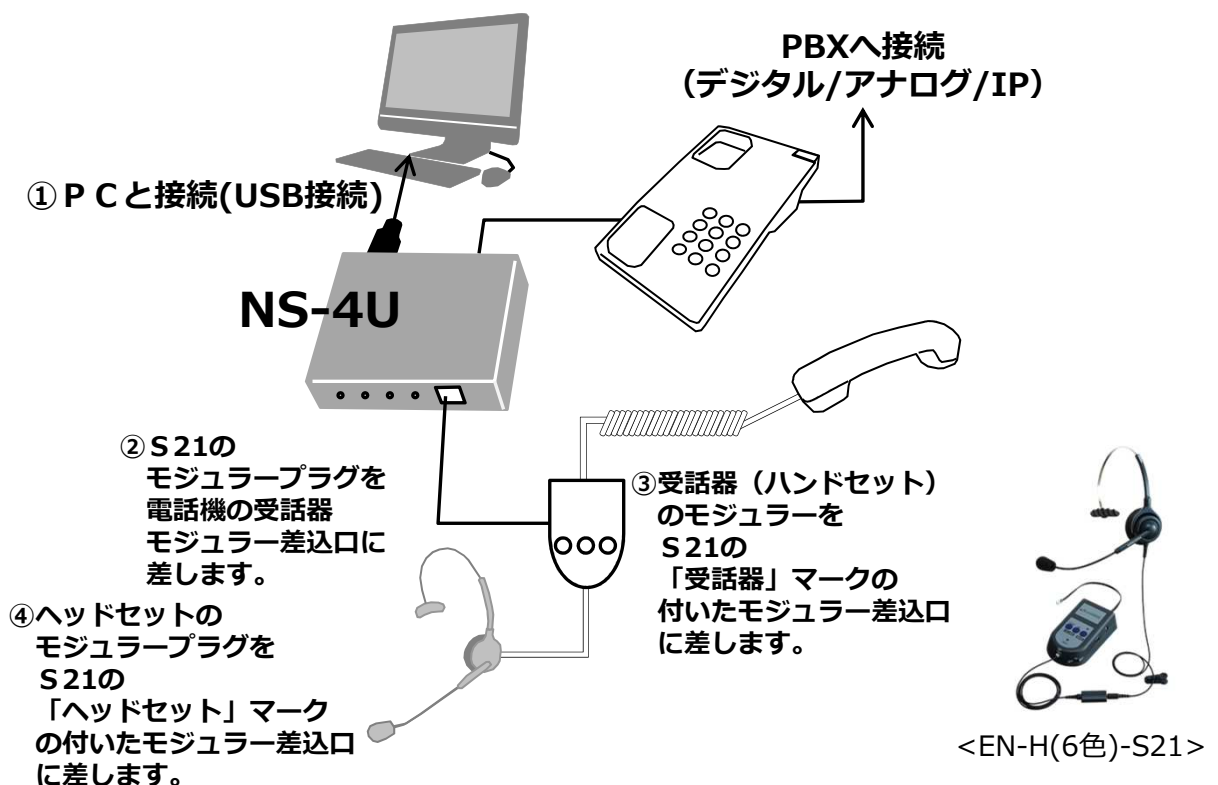 PBXへ接続
（デジタル/アナログ/IP）
①ＰＣと接続(USB接続)
NS-4U
②Ｓ21の
モジュラープラグを
電話機の受話器
モジュラー差込口に
差します。
③受話器（ハンドセット）
のモジュラーを
Ｓ21の
「受話器」マークの
付いたモジュラー差込口
に差します。
④ヘッドセットの
モジュラープラグを
Ｓ21の
「ヘッドセット」マーク
の付いたモジュラー差込口
に差します。
<EN-H(6色)-S21>